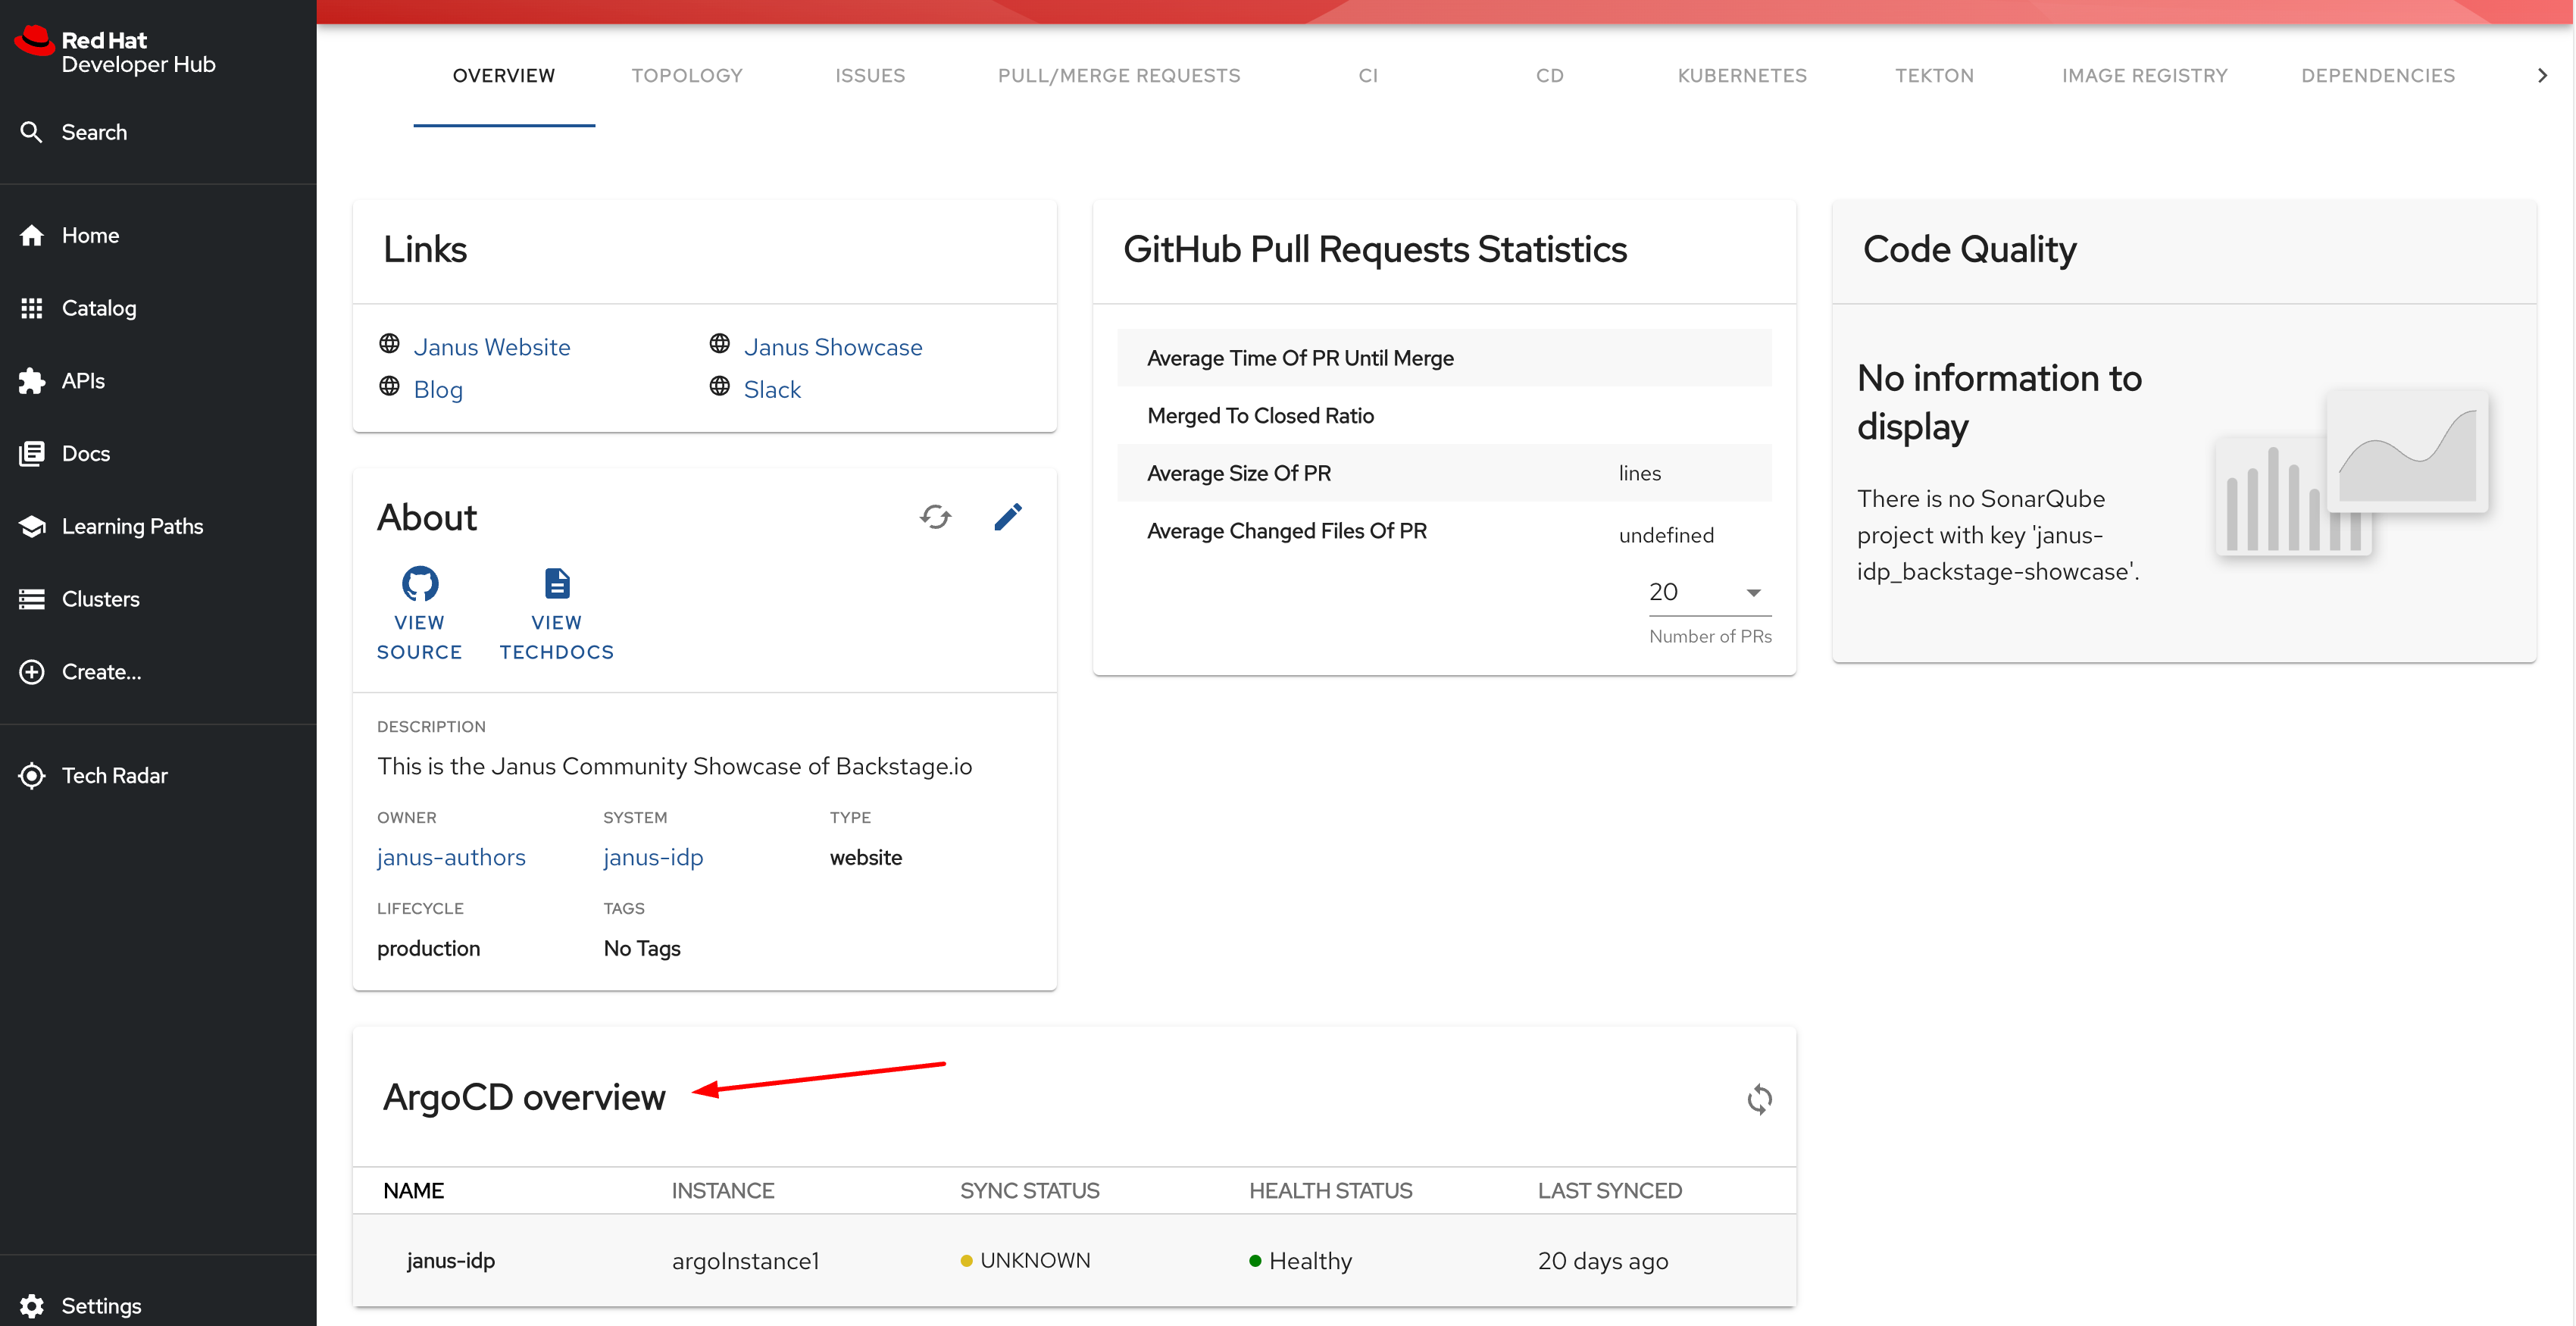 Red Hat
Developer Hub
Search
Home
Catalog
APIs
Docs
Learning Paths
Clusters
Create...
Tech Radar
Settings
OVERVIEW TOPOLOGY ISSUES PULL/MERGE REQUESTS CI CD KUBERNETES TEKTON IMAGE REGISTRY DEPENDENCIES
Links
Janus Website Janus Showcase
Blog Slack
About
VIEW SOURCE
VIEW TECHDOCS
DESCRIPTION
This is the Janus Community Showcase of Backstage.io
OWNER SYSTEM TYPE
janus-authors janus-idp website
LIFECYCLE TAGS
production No Tags
GitHub Pull Requests Statistics
Average Time Of PR Until Merge
Merged To Closed Ratio
Average Size Of PR lines
Average Changed Files Of PR undefined
20
Number of PRs
Code Quality
No information to
display
There is no SonarQube
project with key 'janus-
idp_backstage-showcase'.
ArgoCD overview
NAME INSTANCE SYNC STATUS HEALTH STATUS LAST SYNCED
janus-idp argoInstance1 UNKNOWN Healthy 20 days ago